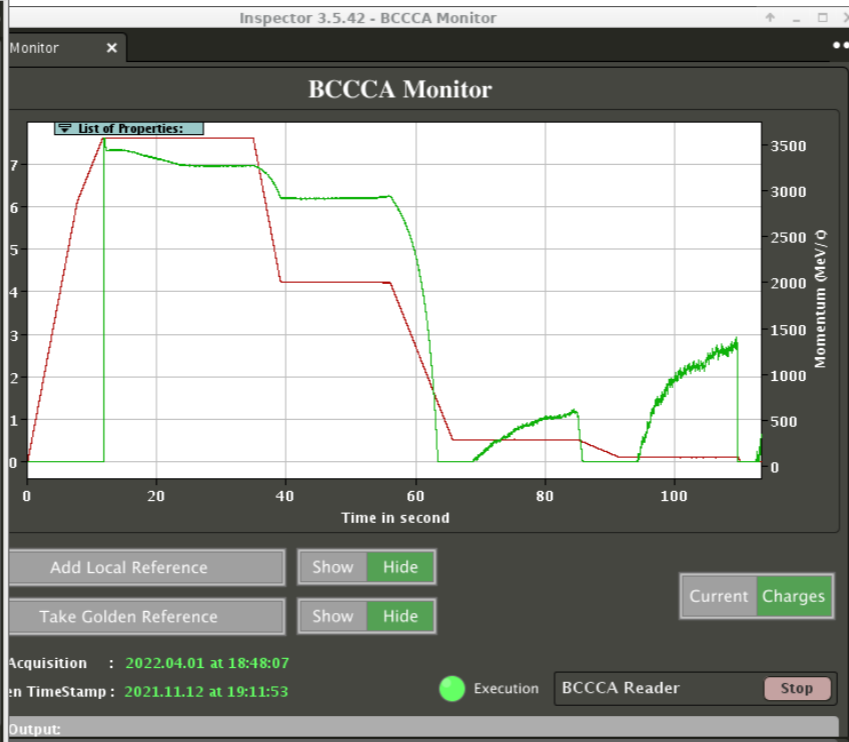 Inspector 3.5.42 - BCCCA Monitor
Monitor ×
BCCCA Monitor
List of Properties:
7
6
5
4
3
2
1
0
3500
3000
2500
2000
1500
1000
500
0
Momentum (MeV/
0 20 40 60 80 100
Time in second
Add Local Reference Show Hide
Take Golden Reference Show Hide
Current Charges
Acquisition : 2022.04.01 at 18:48:07
en TimeStamp : 2021.11.12 at 19:11:53
Execution BCCCA Reader Stop
Output: